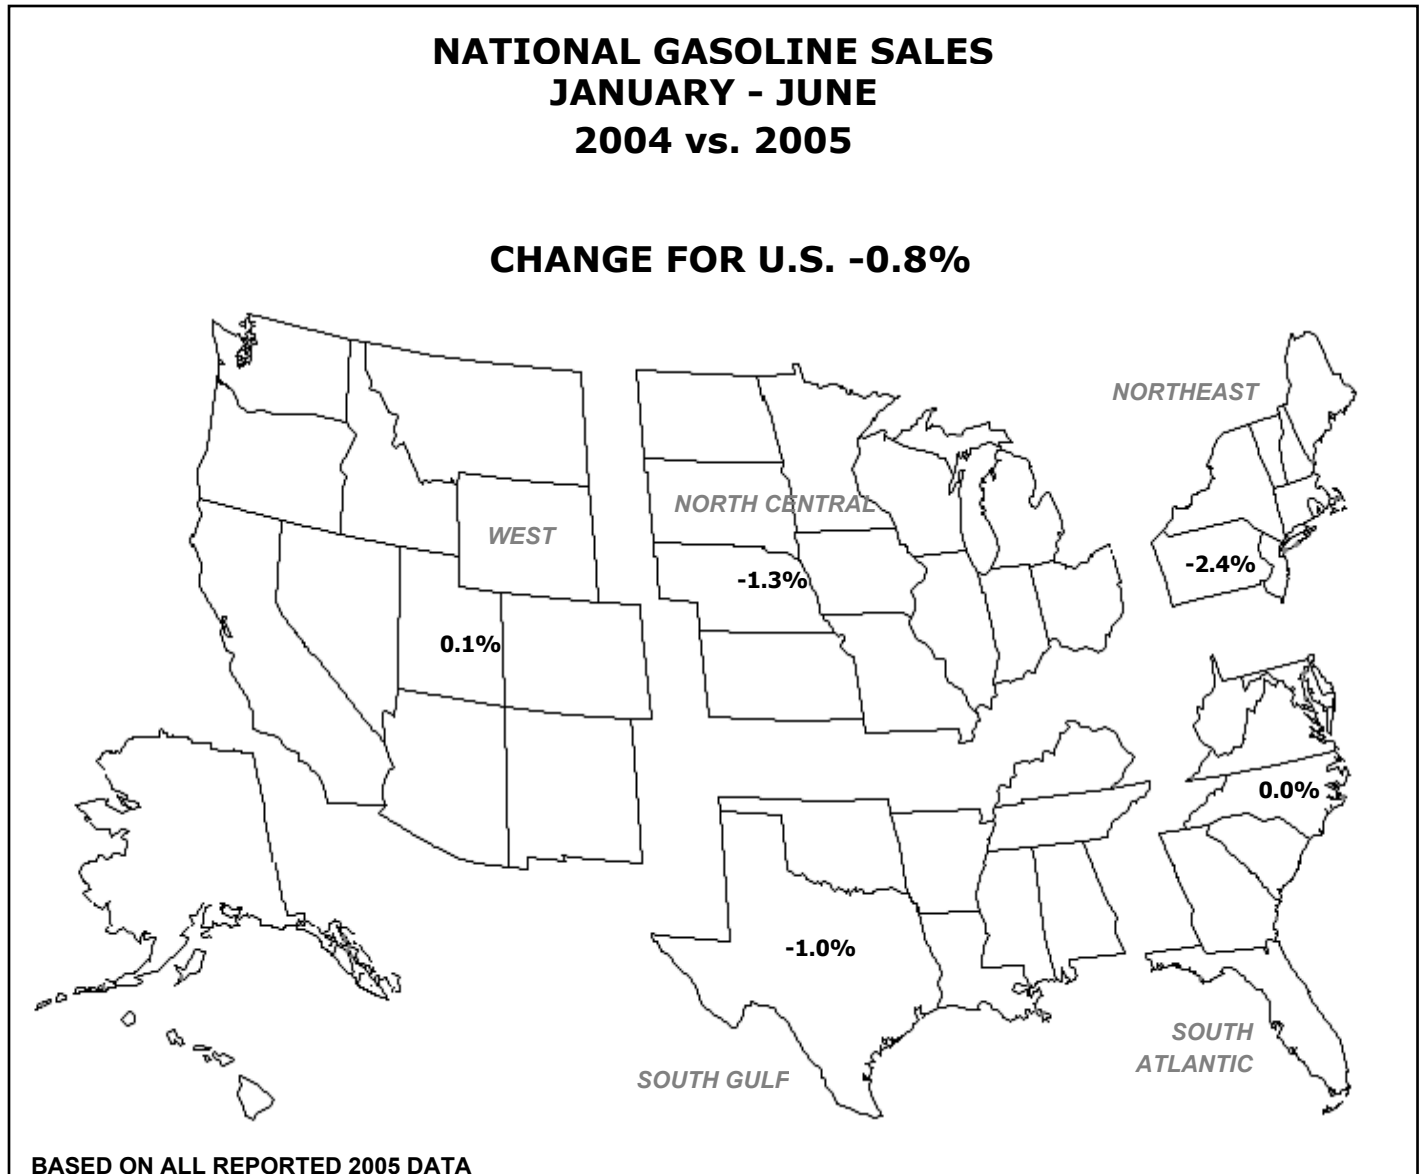 NATIONAL GASOLINE SALES
JANUARY - JUNE
2004 vs. 2005
CHANGE FOR U.S. -0.8%
NORTHEAST
NORTH CENTRAL
WEST
-2.4%
-1.3%
0.1%
0.0%
-1.0%
SOUTH
ATLANTIC
SOUTH GULF
BASED ON ALL REPORTED 2005 DATA